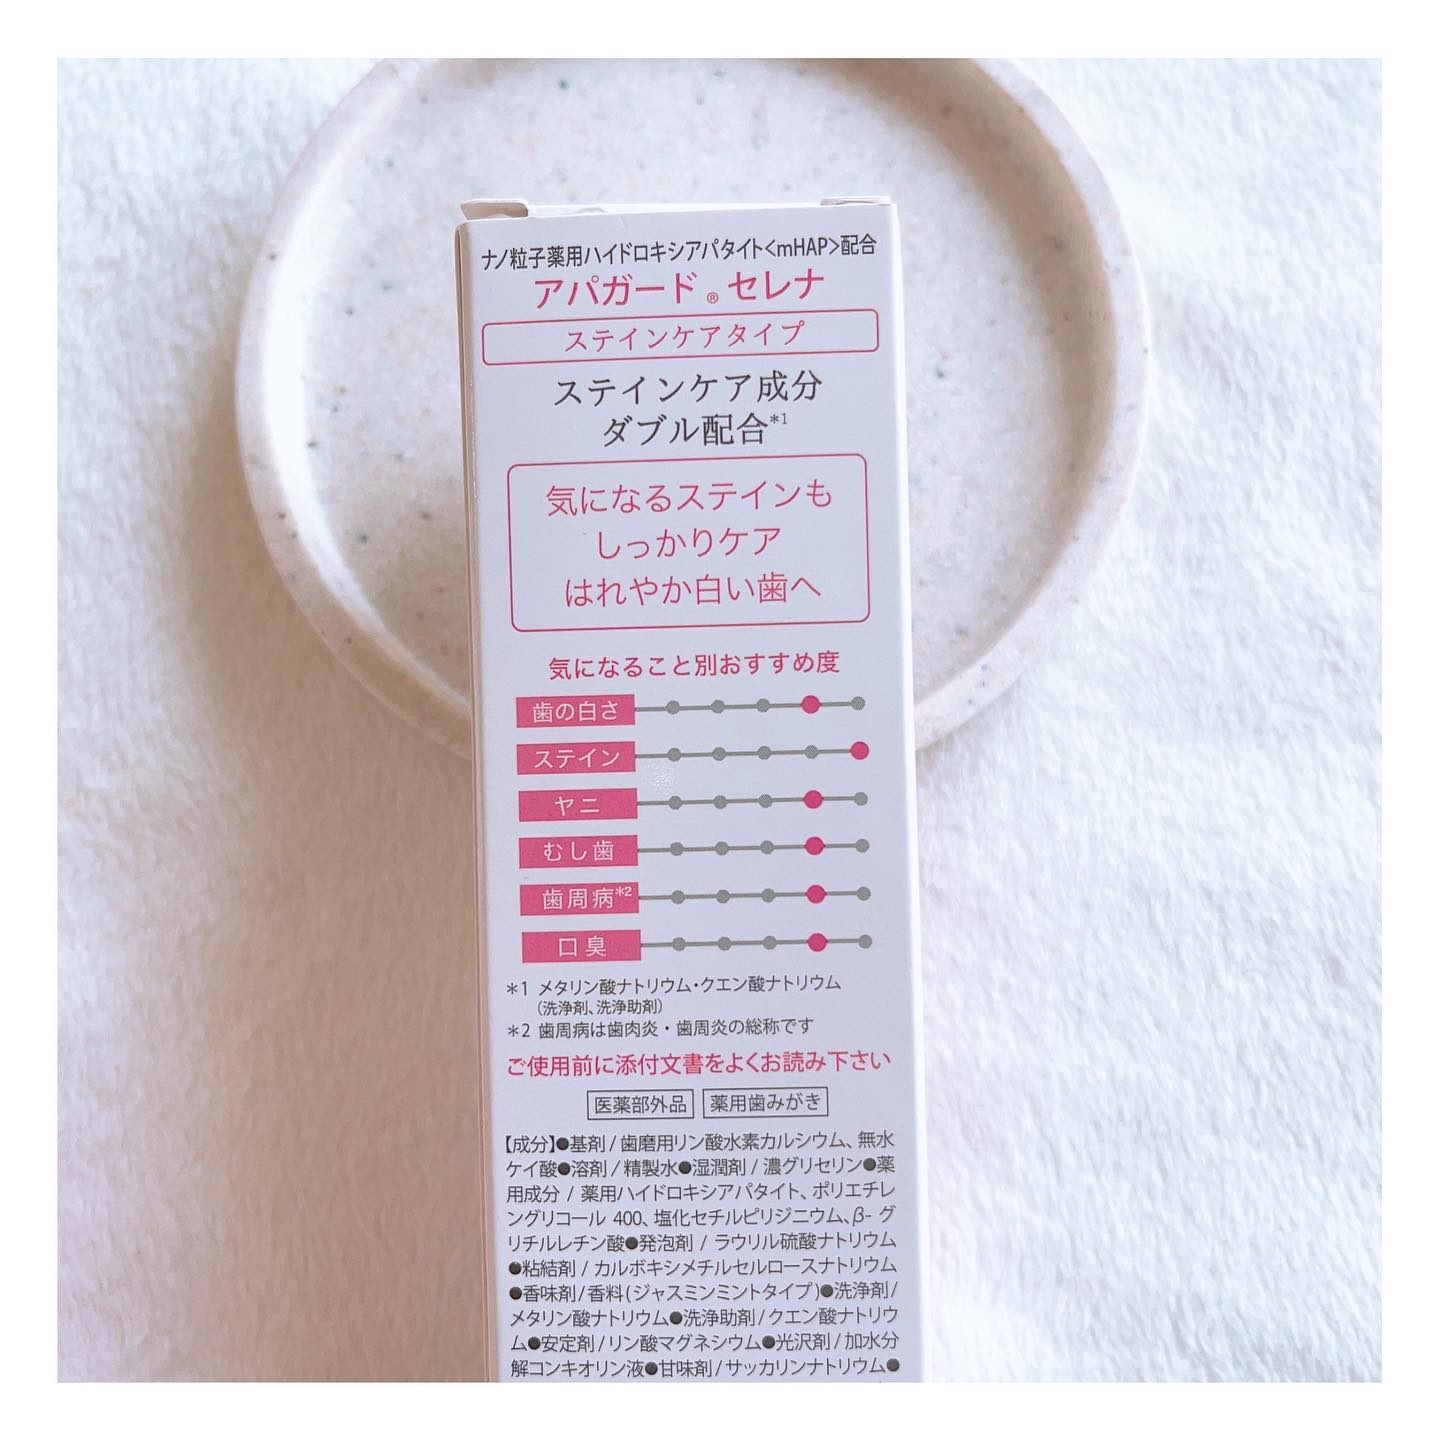 ナノ粒子薬用ハイドロキシアパタイト<mHAP>配合
アパガード® セレナ
ステインケアタイプ
ステインケア成分
ダブル配合*1
気になるステインも
しっかりケア
はれやか白い歯へ
気になること別おすすめ度
歯の白さ
ステイン
ヤニ
むし歯
歯周病*2
口臭
*1 メタリン酸ナトリウム・クエン酸ナトリウム
(洗浄剤、洗浄助剤)
*2 歯周病は歯肉炎・歯周炎の総称です
ご使用前に添付文書をよくお読み下さい
医薬部外品 薬用歯みがき
【成分】●基剤/歯磨用リン酸水素カルシウム、無水
ケイ酸●溶剤/精製水●湿潤剤/濃グリセリン●薬
用成分/薬用ハイドロキシアパタイト、ポリエチレ
ングリコール 400、塩化セチルピリジニウム、β-グ
リチルレチン酸●発泡剤/ラウリル硫酸ナトリウム
●粘結剤/カルボキシメチルセルロースナトリウム
●香味剤/香料(ジャスミンミントタイプ)●洗浄剤/
メタリン酸ナトリウム●洗浄助剤/クエン酸ナトリウ
ム●安定剤/リン酸マグネシウム●光沢剤/加水分
解コンキオリン液●甘味剤/サッカリンナトリウム●